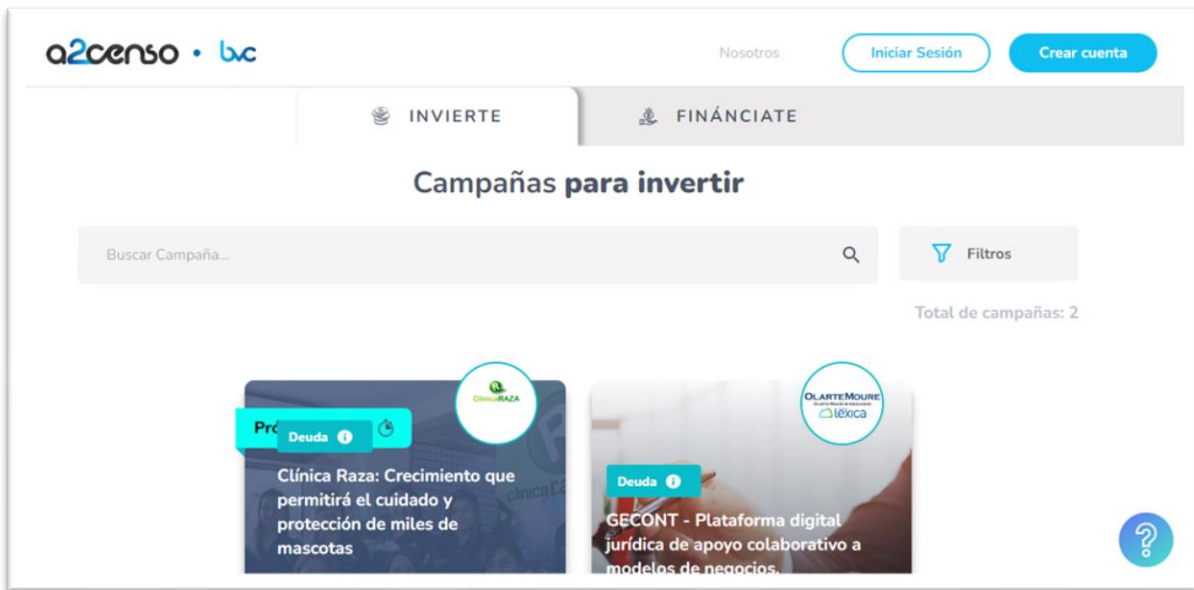 a2censo • bvc
Nosotros
Iniciar Sesión
Crear cuenta
INVIERTE
FINÁNCIATE
Campañas para invertir
Buscar Campaña...
Filtros
Total de campañas: 2
R
ClínicaRAZA
Deuda
Clínica Raza: Crecimiento que
permitirá el cuidado y
protección de miles de
mascotas
OLARTEMOURE
lëxica
Deuda
GECONT - Plataforma digital
jurídica de apoyo colaborativo a
modelos de negocios.
?